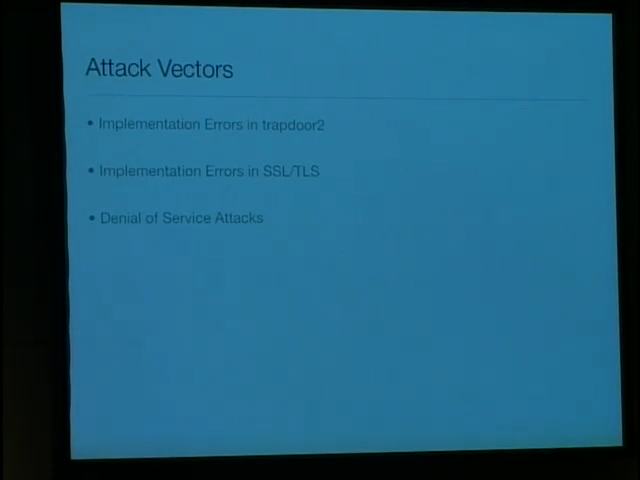 Attack Vectors
• Implementation Errors in trapdoor2
• Implementation Errors in SSL/TLS
• Denial of Service Attacks